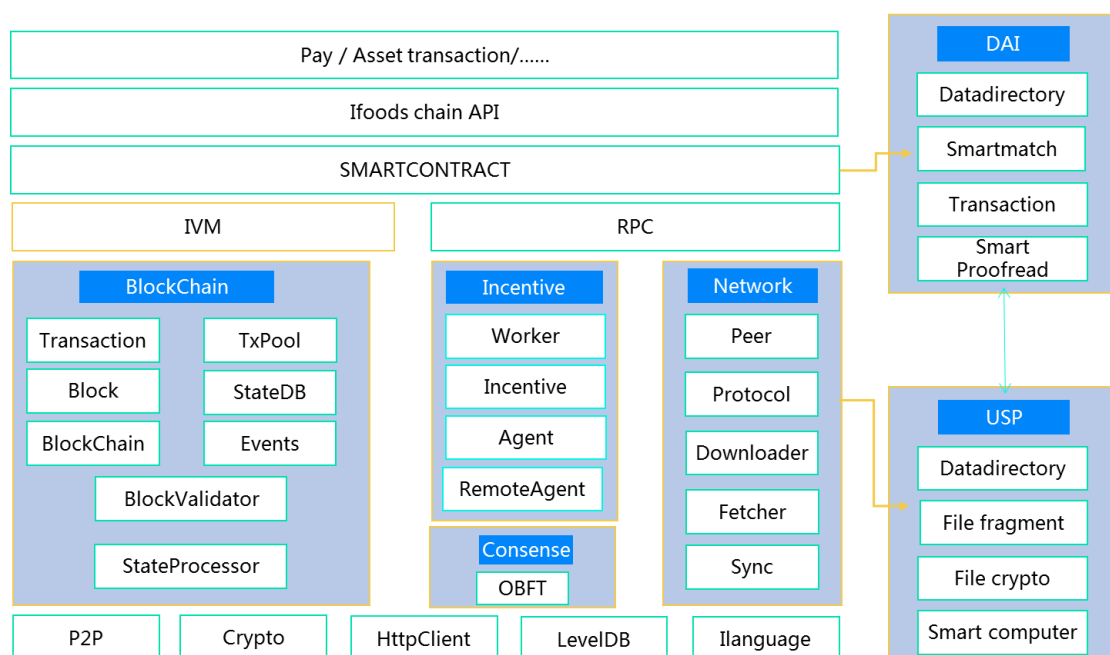 Pay / Asset transaction/......
Ifoods chain API
SMARTCONTRACT
IVM
RPC
BlockChain
Transaction
TxPool
Block
StateDB
BlockChain
Events
BlockValidator
StateProcessor
Incentive
Worker
Incentive
Agent
RemoteAgent
Consense
OBFT
Network
Peer
Protocol
Downloader
Fetcher
Sync
P2P
Crypto
HttpClient
LevelDB
Ilanguage
DAI
Datadirectory
Smartmatch
Transaction
Smart
Proofread
USP
Datadirectory
File fragment
File crypto
Smart computer